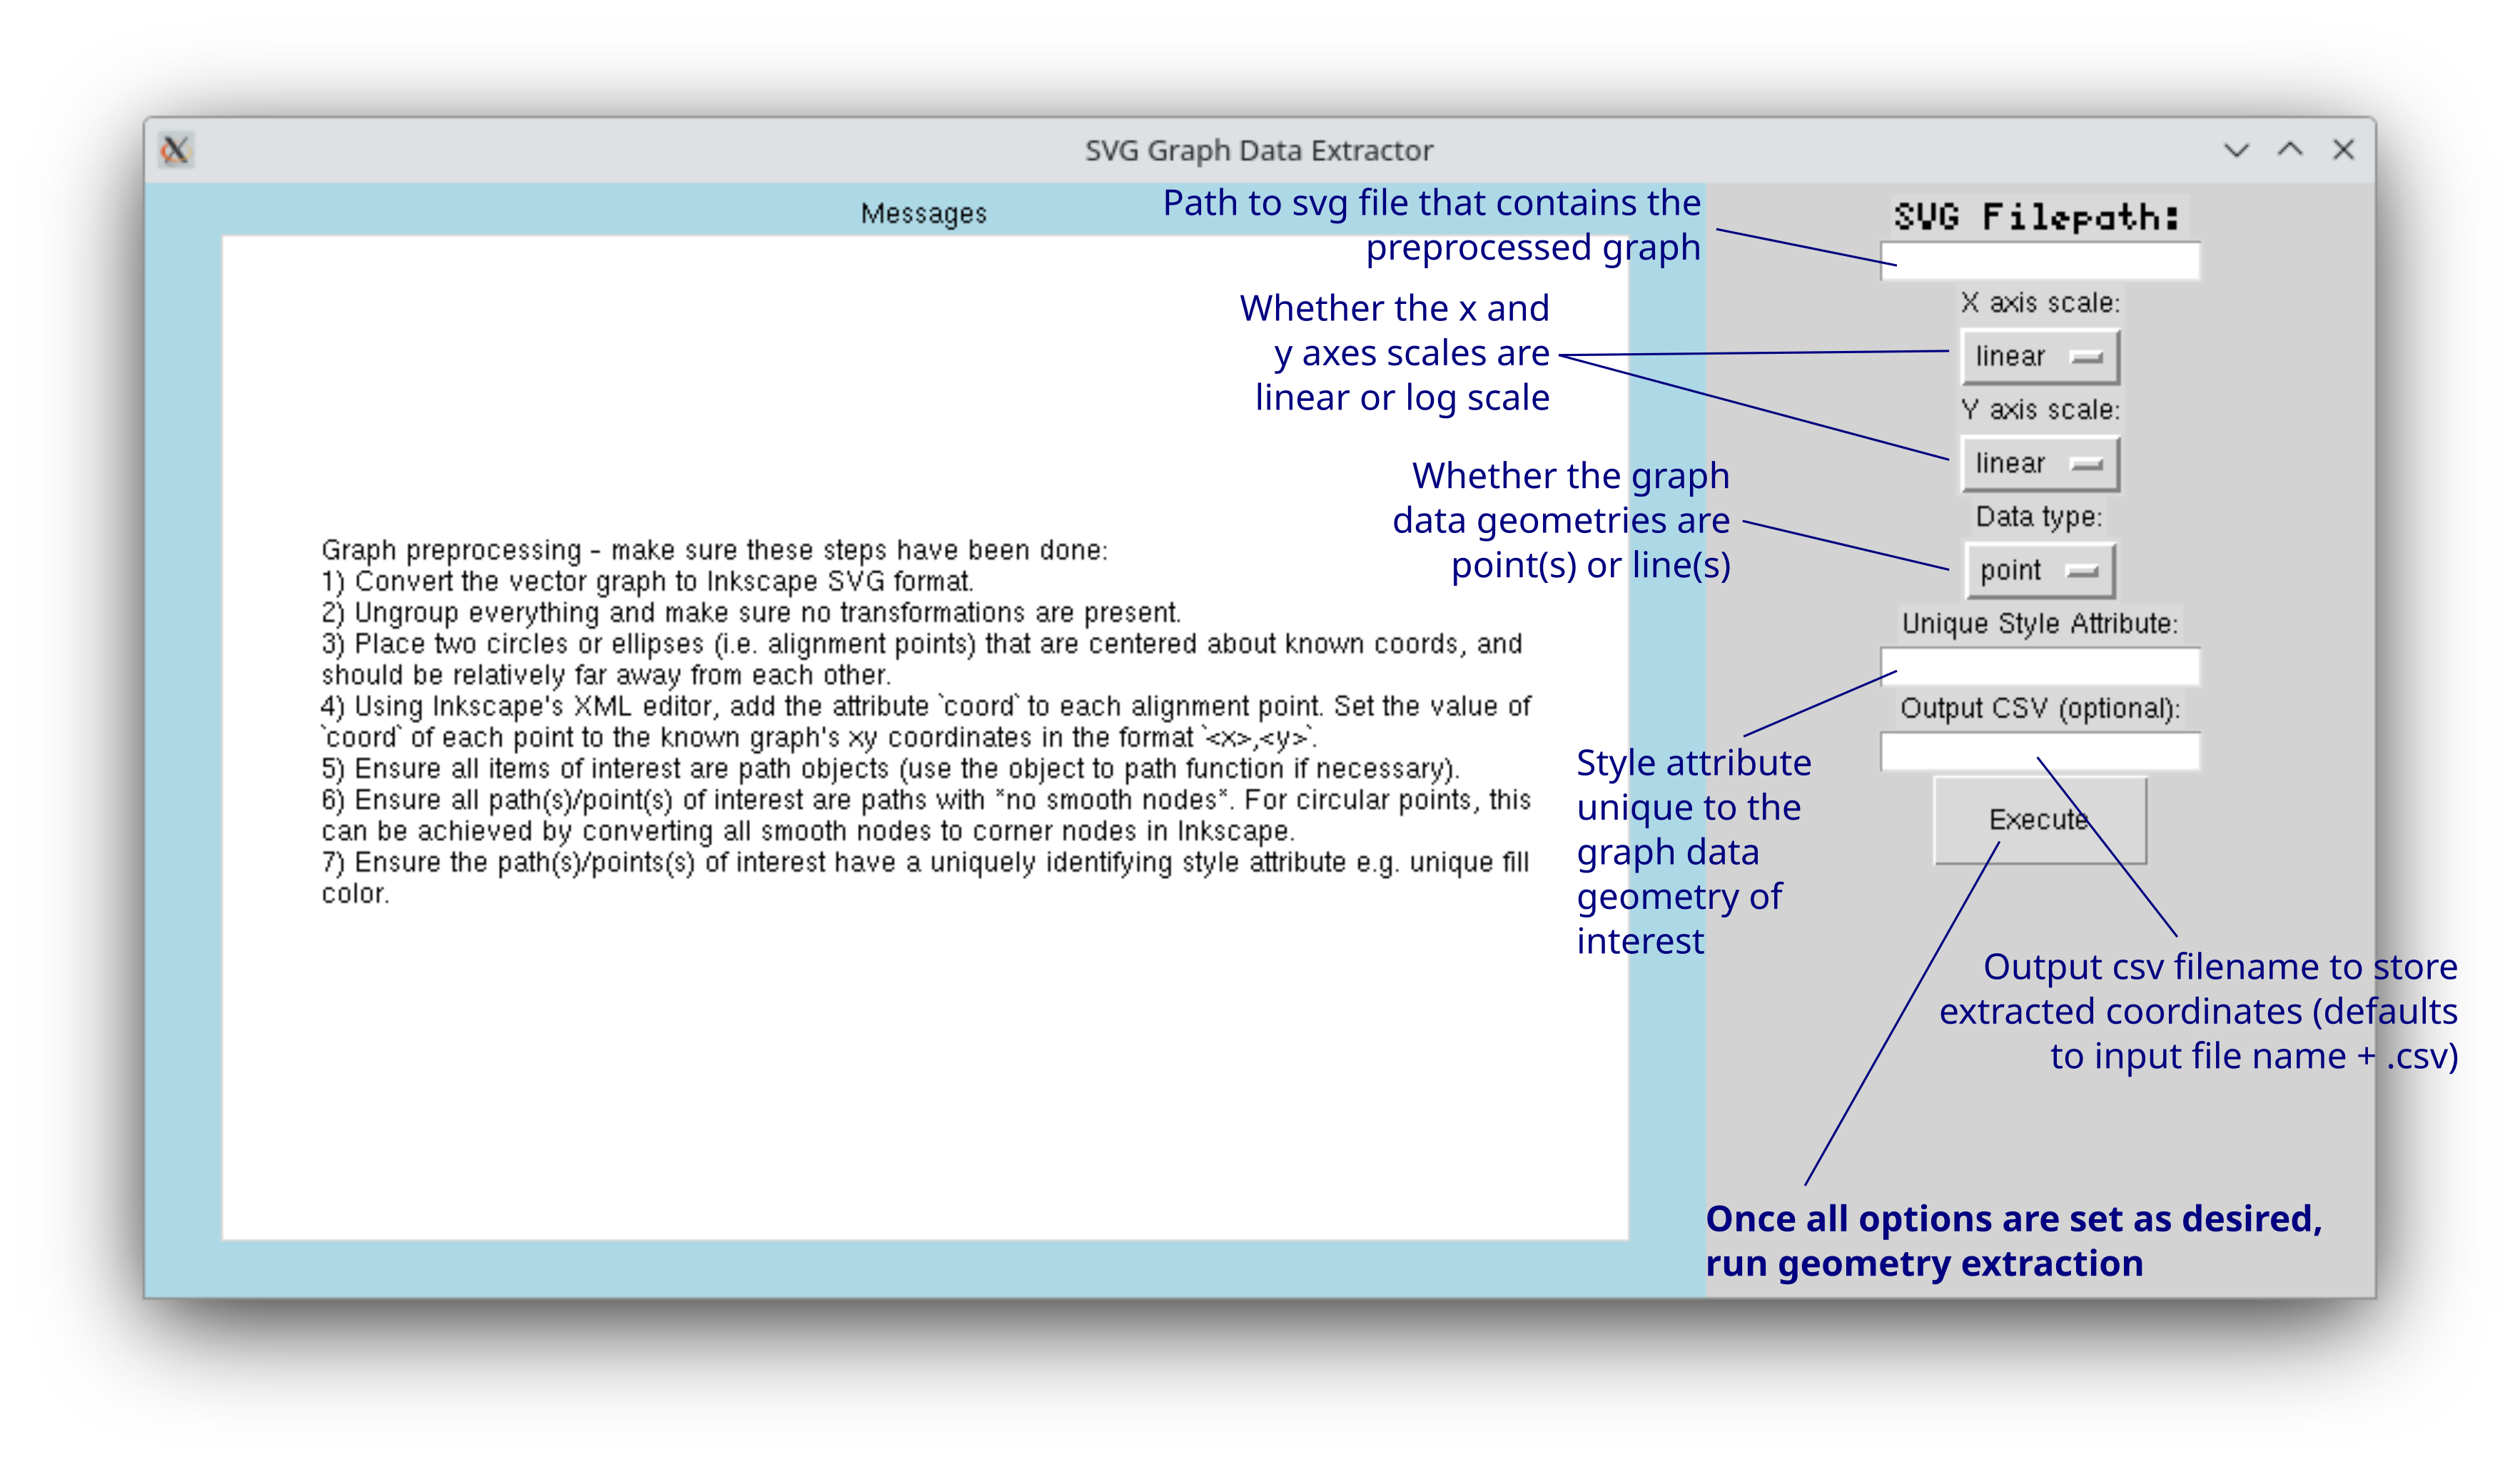 SVG Graph Data Extractor
Messages
Graph preprocessing - make sure these steps have been done:
1) Convert the vector graph to Inkscape SVG format.
2) Ungroup everything and make sure no transformations are present.
3) Place two circles or ellipses (i.e. alignment points) that are centered about known coords, and
should be relatively far away from each other.
4) Using Inkscape's XML editor, add the attribute `coord` to each alignment point. Set the value of
`coord` of each point to the known graph's xy coordinates in the format `<x>,<y>`.
5) Ensure all items of interest are path objects (use the object to path function if necessary).
6) Ensure all path(s)/point(s) of interest are paths with *no smooth nodes*. For circular points, this
can be achieved by converting all smooth nodes to corner nodes in Inkscape.
7) Ensure the path(s)/points(s) of interest have a uniquely identifying style attribute e.g. unique fill
color.
Path to svg file that contains the
preprocessed graph
Whether the x and
y axes scales are
linear or log scale
Whether the graph
data geometries are
point(s) or line(s)
Style attribute
unique to the
graph data
geometry of
interest
SVG Filepath:
X axis scale:
linear
Y axis scale:
linear
Data type:
point
Unique Style Attribute:
Output CSV (optional):
Execute
Output csv filename to store
extracted coordinates (defaults
to input file name + .csv)
Once all options are set as desired,
run geometry extraction